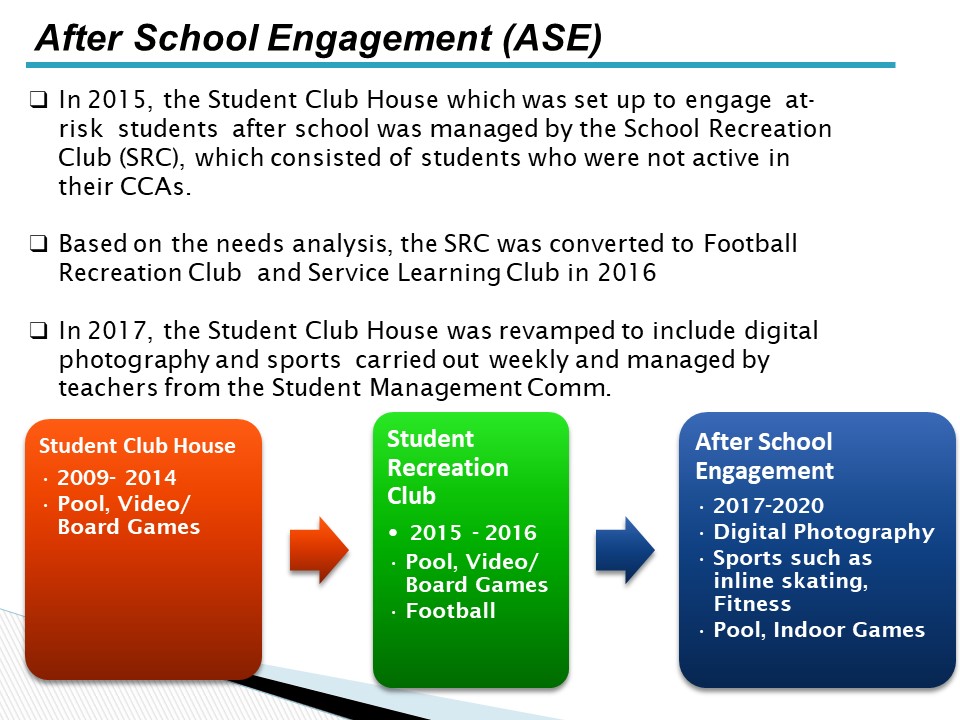 After School Engagement (ASE)
❑ In 2015, the Student Club House which was set up to engage at-
risk students after school was managed by the School Recreation
Club (SRC), which consisted of students who were not active in
their CCAs.
❑ Based on the needs analysis, the SRC was converted to Football
Recreation Club and Service Learning Club in 2016
❑ In 2017, the Student Club House was revamped to include digital
photography and sports carried out weekly and managed by
teachers from the Student Management Comm.
Student Club House
· 2009- 2014
· Pool, Video/
Board Games
Student
Recreation
Club
• 2015 - 2016
· Pool, Video/
Board Games
· Football
After School
Engagement
· 2017-2020
· Digital Photography
· Sports such as
inline skating,
Fitness
· Pool, Indoor Games